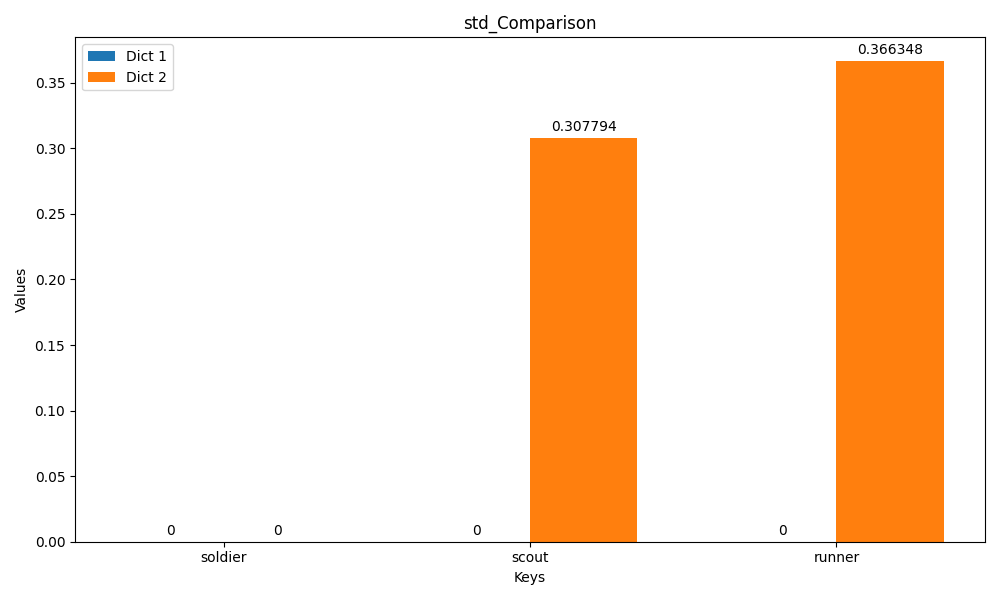 std_Comparison
Dict 1
Dict 2
0.366348
0.307794
0
0
0
0
0.35
0.30
0.25
0.20
0.15
0.10
0.05
0.00
Values
soldier
scout
runner
Keys